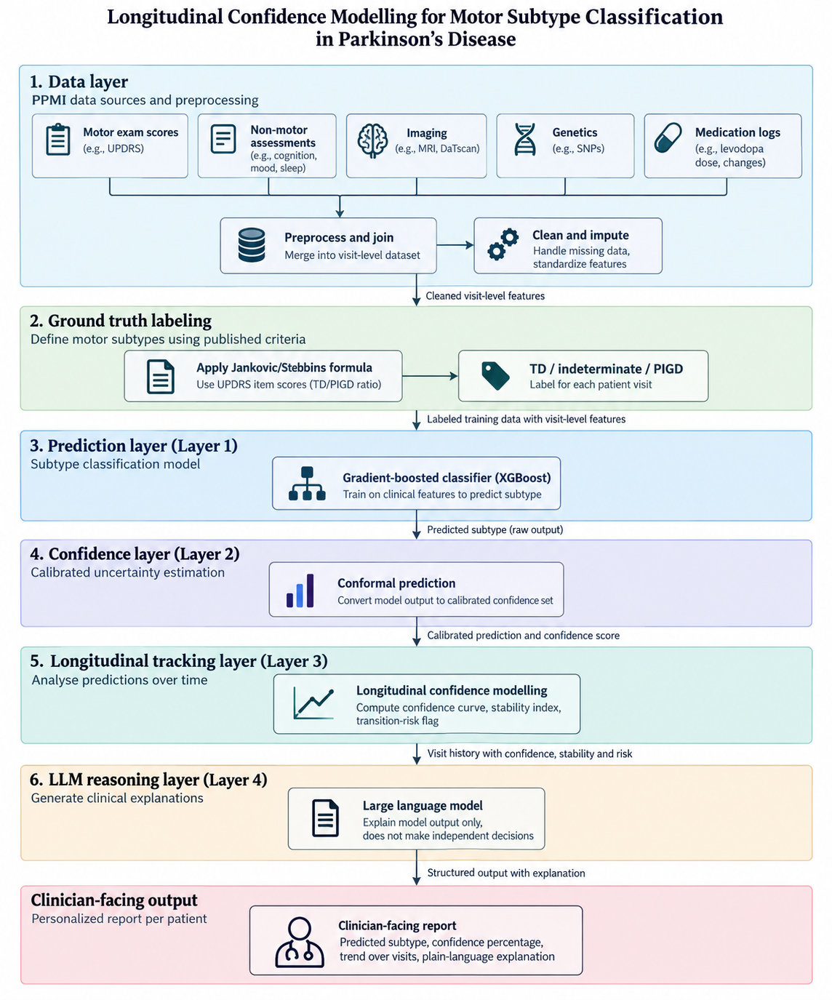 Longitudinal Confidence Modelling for Motor Subtype Classification
in Parkinson's Disease
1. Data layer
PPMI data sources and preprocessing
Motor exam scores
(e.g., UPDRS)
Non-motor
assessments
(e.g., cognition,
mood, sleep)
Imaging
(e.g., MRI, DaTscan)
Genetics
(e.g., SNPs)
Medication logs
(e.g., levodopa
dose, changes)
Preprocess and join
Merge into visit-level dataset
Clean and impute
Handle missing data,
standardize features
Cleaned visit-level features
2. Ground truth labeling
Define motor subtypes using published criteria
Apply Jankovic/Stebbins formula
Use UPDRS item scores (TD/PIGD ratio)
TD / indeterminate / PIGD
Label for each patient visit
Labeled training data with visit-level features
3. Prediction layer (Layer 1)
Subtype classification model
Gradient-boosted classifier (XGBoost)
Train on clinical features to predict subtype
Predicted subtype (raw output)
4. Confidence layer (Layer 2)
Calibrated uncertainty estimation
Conformal prediction
Convert model output to calibrated confidence set
Calibrated prediction and confidence score
5. Longitudinal tracking layer (Layer 3)
Analyse predictions over time
Longitudinal confidence modelling
Compute confidence curve, stability index,
transition-risk flag
Visit history with confidence, stability and risk
6. LLM reasoning layer (Layer 4)
Generate clinical explanations
Large language model
Explain model output only,
does not make independent decisions
Structured output with explanation
Clinician-facing output
Personalized report per patient
Clinician-facing report
Predicted subtype, confidence percentage,
trend over visits, plain-language explanation